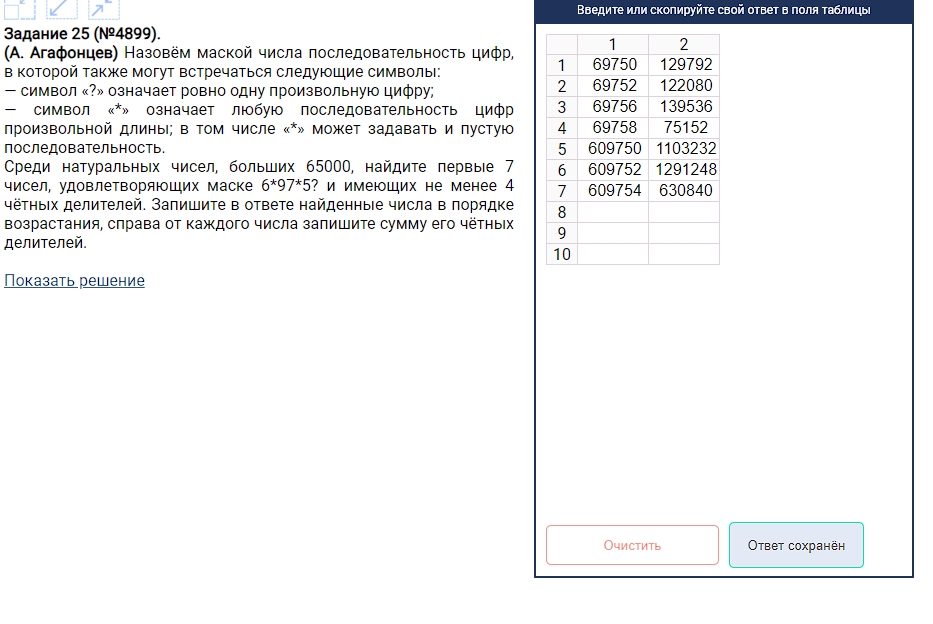 Задание 25 (№4899).
(А. Агафонцев) Назовём маской числа последовательность цифр,
в которой также могут встречаться следующие символы:
— символ «?» означает ровно одну произвольную цифру;
— символ «*» означает любую последовательность цифр
произвольной длины; в том числе «*» может задавать и пустую
последовательность.
Среди натуральных чисел, больших 65000, найдите первые 7
чисел, удовлетворяющих маске 6*97*5? и имеющих не менее 4
чётных делителей. Запишите в ответе найденные числа в порядке
возрастания, справа от каждого числа запишите сумму его чётных
делителей.
Показать решение
Введите или скопируйте свой ответ в поля таблицы
1 2
1 69750 129792
2 69752 122080
3 69756 139536
4 69758 75152
5 609750 1103232
6 609752 1291248
7 609754 630840
8
9
10
Очистить Ответ сохранён